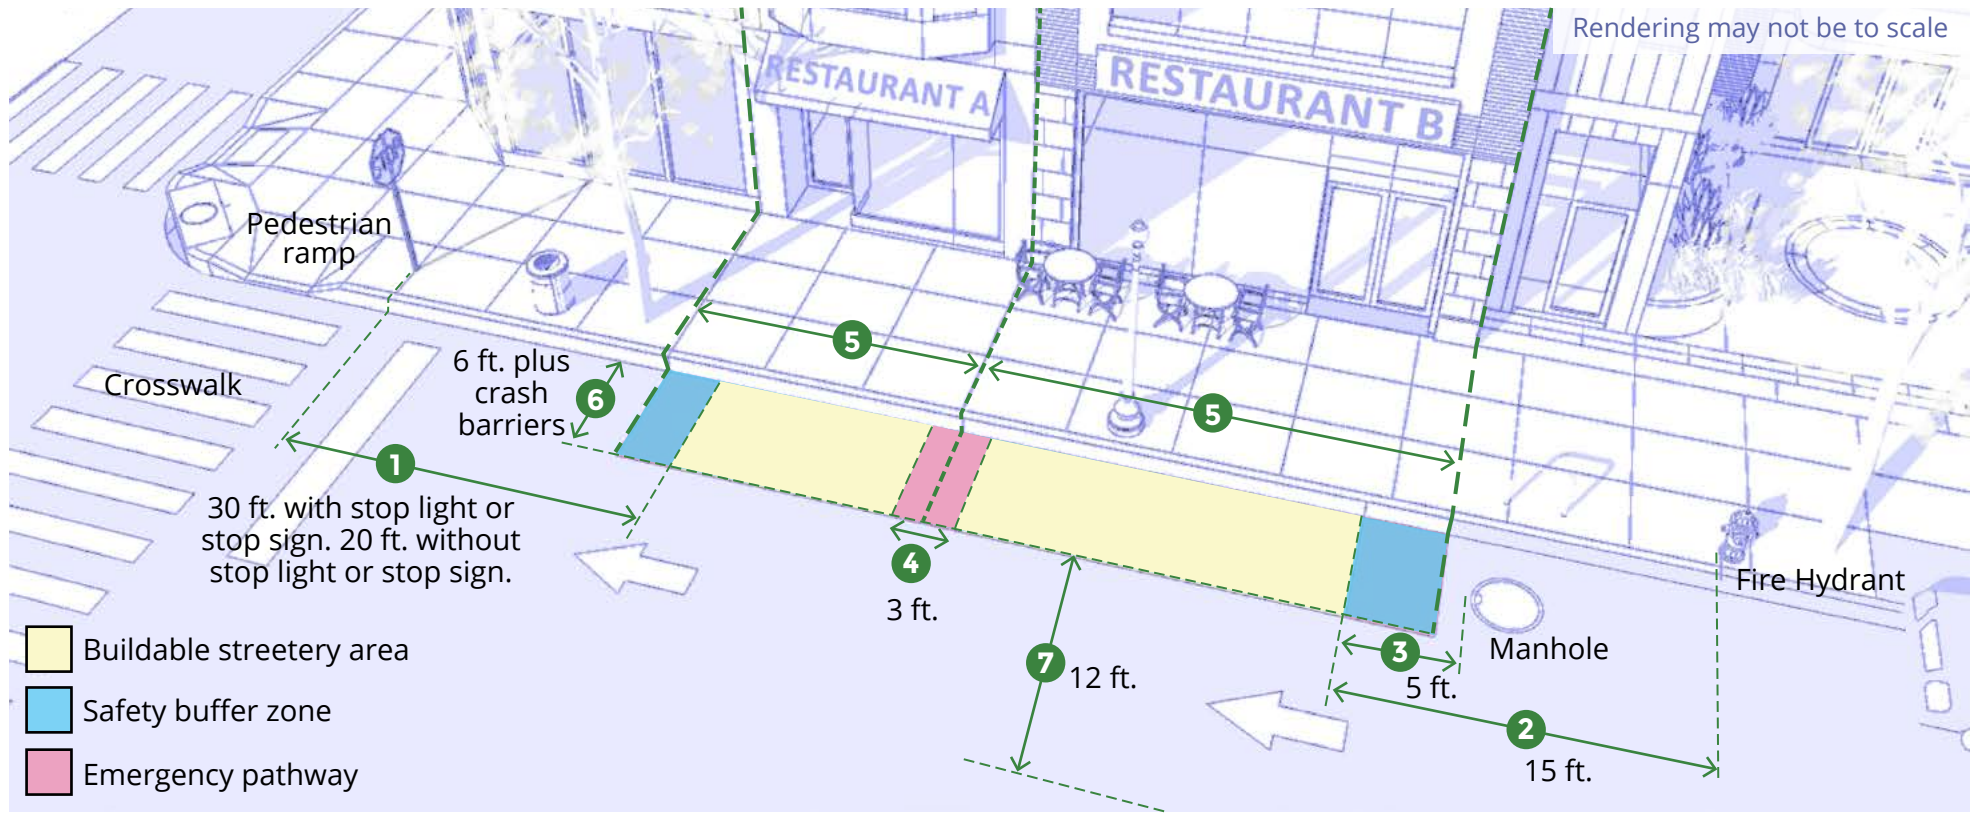 Rendering may not be to scale
RESTAURANT A
RESTAURANT B
Pedestrian
ramp
Crosswalk
6 ft. plus
crash
barriers
6
5
5
1
30 ft. with stop light or
stop sign. 20 ft. without
stop light or stop sign.
4
3 ft.
7
12 ft.
3
5 ft.
Manhole
Fire Hydrant
2
15 ft.
Buildable streetery area
Safety buffer zone
Emergency pathway